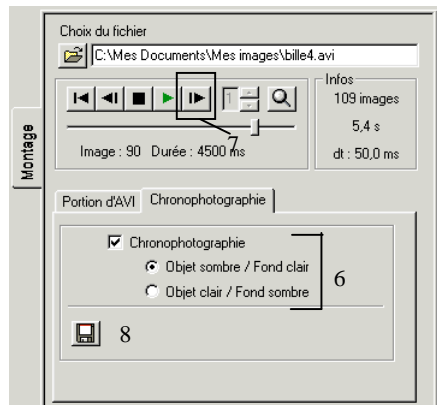 Choix du fichier
C:\Mes Documents\Mes images\bille4.avi
Infos
109 images
5,4 s
dt : 50,0 ms
1
7
Image : 90 Durée : 4500 ms
Montage
Portion d'AVI Chronophotographie
Chronophotographie
Objet sombre / Fond clair
Objet clair / Fond sombre
6
8